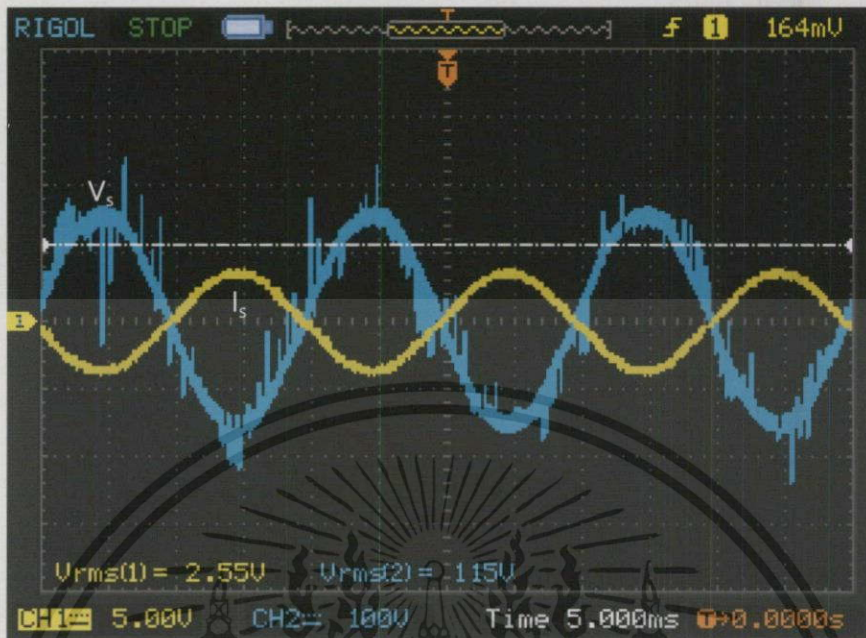 RIGOL STOP T f 1 164mV
T
Vs
Is
1
Vrms(1)= 2.55V Vrms(2)= 115V
CH1 5.00V CH2 100V Time 5.000ms T→0.0000s